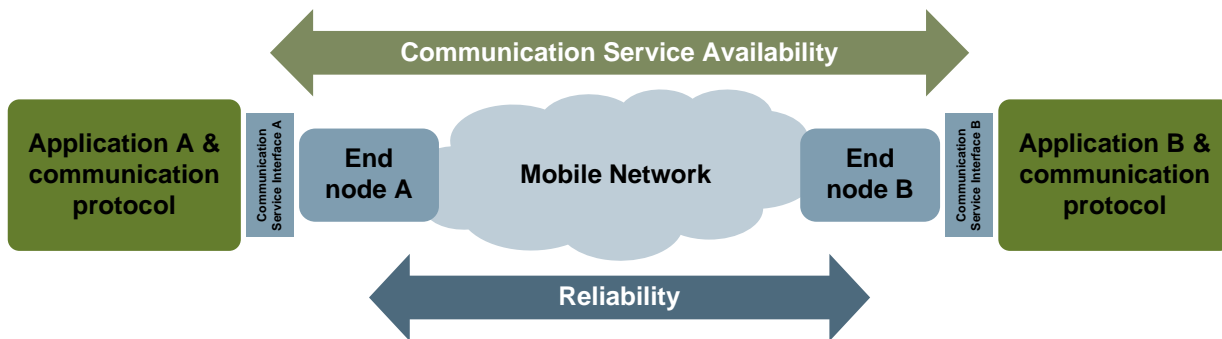 Communication Service Availability
Application A &
communication
protocol
Communication
Service Interface A
End
node A
Mobile Network
End
node B
Communication
Service Interface B
Application B &
communication
protocol
Reliability